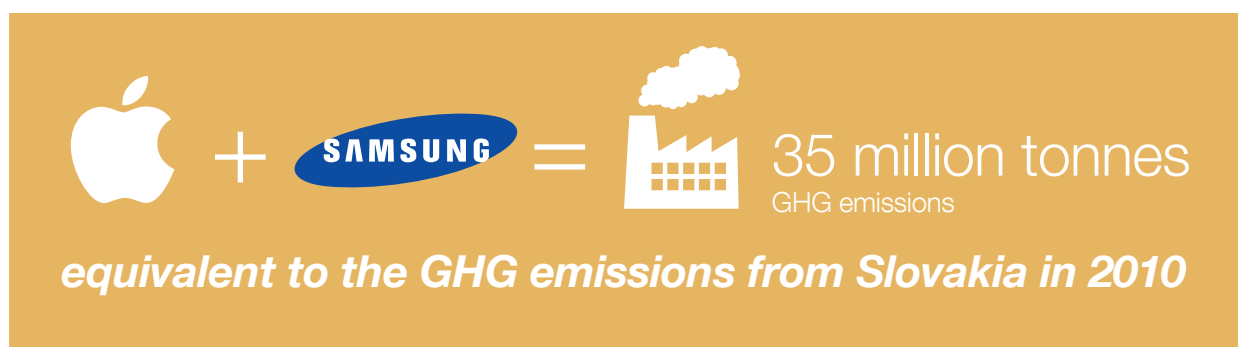 + SAMSUNG = 35 million tonnes
GHG emissions
equivalent to the GHG emissions from Slovakia in 2010